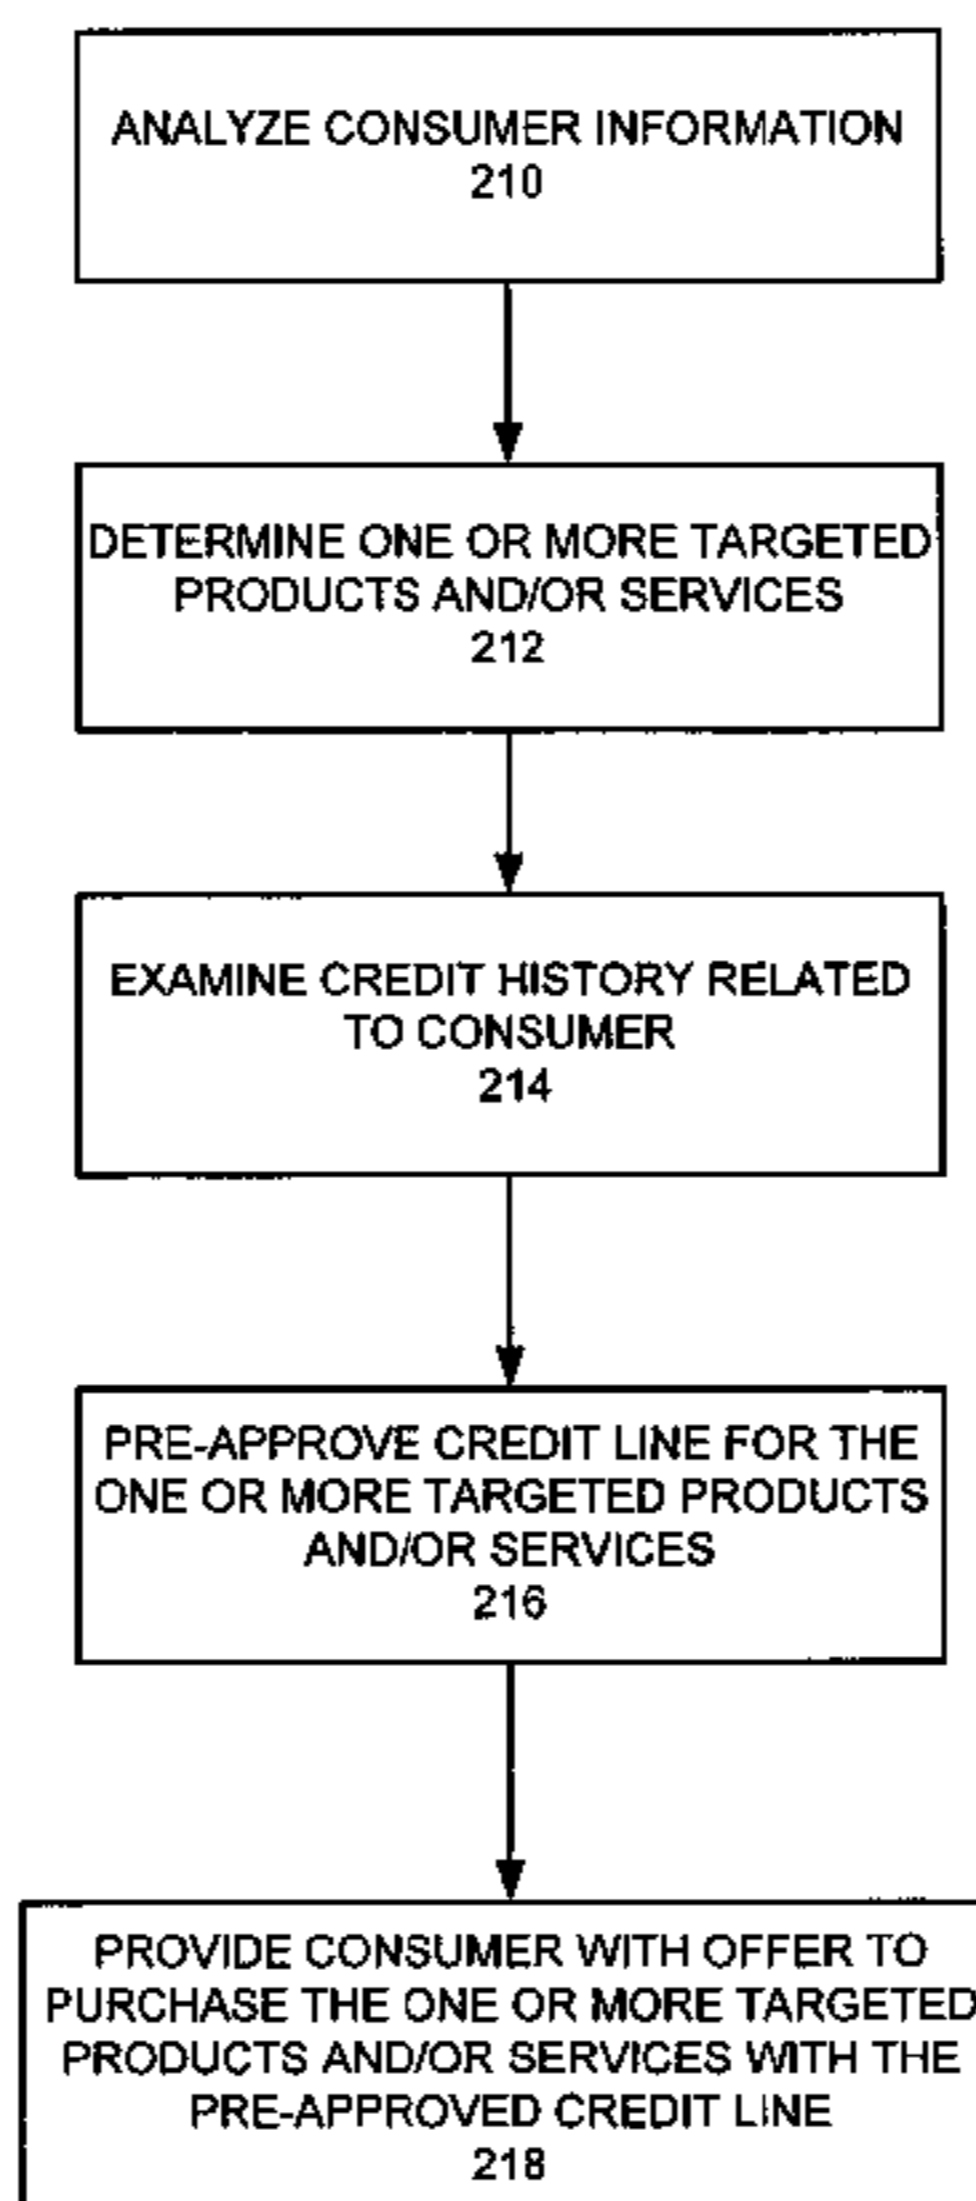 ANALYZE CONSUMER INFORMATION
210
DETERMINE ONE OR MORE TARGETED
PRODUCTS AND/OR SERVICES
212
EXAMINE CREDIT HISTORY RELATED
TO CONSUMER
214
PRE-APPROVE CREDIT LINE FOR THE
ONE OR MORE TARGETED PRODUCTS
AND/OR SERVICES
216
PROVIDE CONSUMER WITH OFFER TO
PURCHASE THE ONE OR MORE TARGETED
PRODUCTS AND/OR SERVICES WITH THE
PRE-APPROVED CREDIT LINE
218